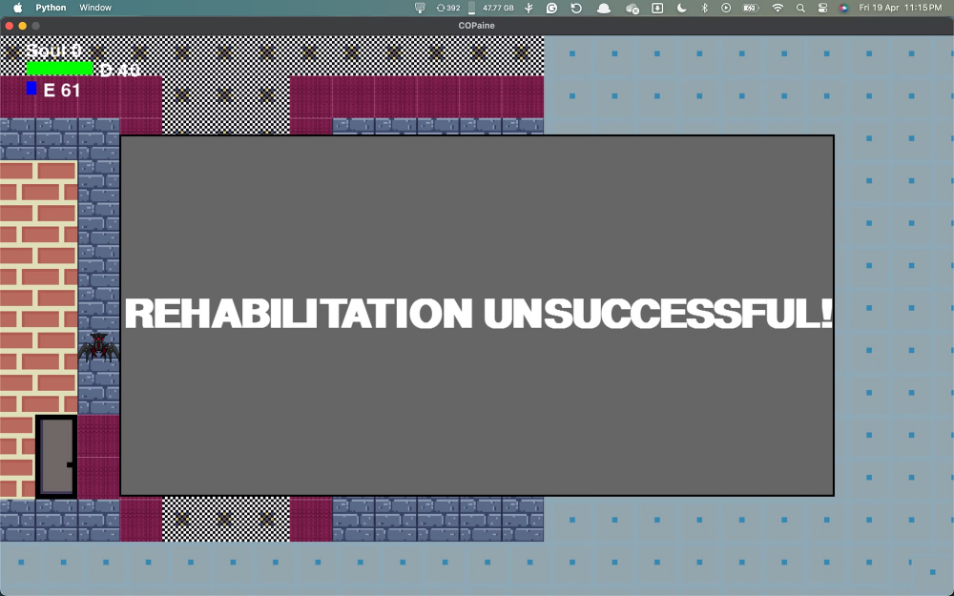 Python Window 392 47.77 GB Fri 19 Apr 11:15 PM
COPaine
Soul 0
D 40
E 61
REHABILITATION UNSUCCESSFUL!